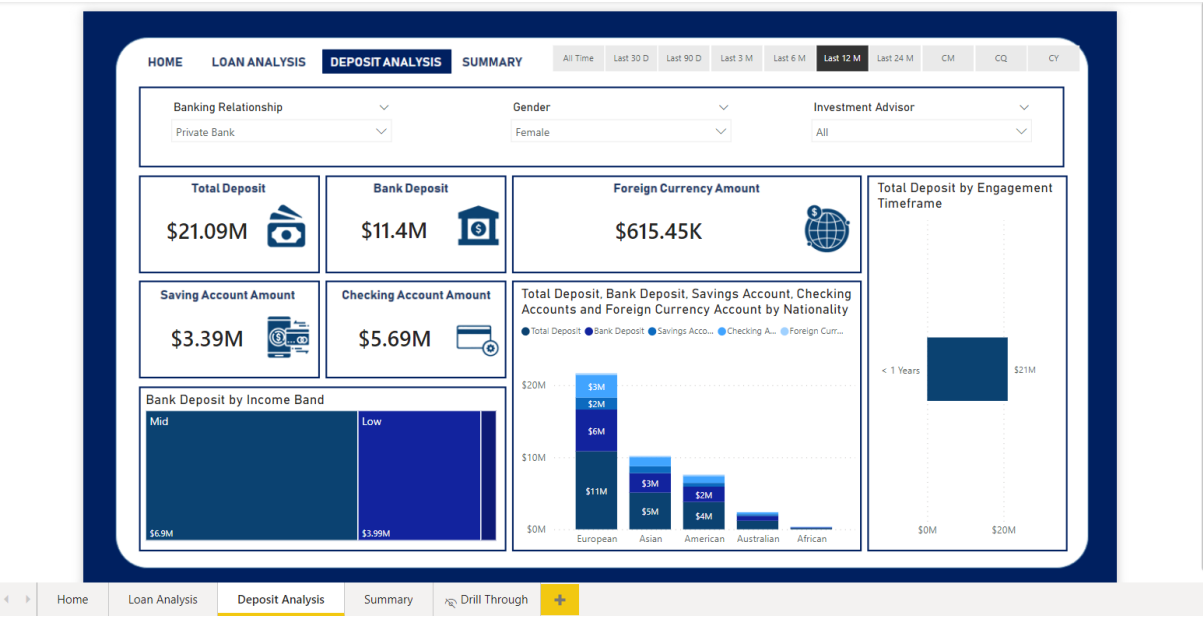 HOME LOAN ANALYSIS DEPOSIT ANALYSIS SUMMARY
All Time Last 30 D Last 90 D Last 3 M Last 6 M Last 12 M Last 24 M CM CQ CY
Banking Relationship
Private Bank
Gender
Female
Investment Advisor
All
Total Deposit
$21.09M
Bank Deposit
$11.4M
Foreign Currency Amount
$615.45K
Saving Account Amount
$3.39M
Checking Account Amount
$5.69M
Bank Deposit by Income Band
Mid
$6.9M
Low
$3.99M
Total Deposit, Bank Deposit, Savings Account, Checking
Accounts and Foreign Currency Account by Nationality
Total Deposit Bank Deposit Savings Acco... Checking A... Foreign Curr...
$20M
$10M
$0M
$3M
$2M
$6M
$11M
$3M
$5M
$2M
$4M
European Asian American Australian African
Total Deposit by Engagement
Timeframe
< 1 Years
$21M
$0M $20M
Home Loan Analysis Deposit Analysis Summary Drill Through +